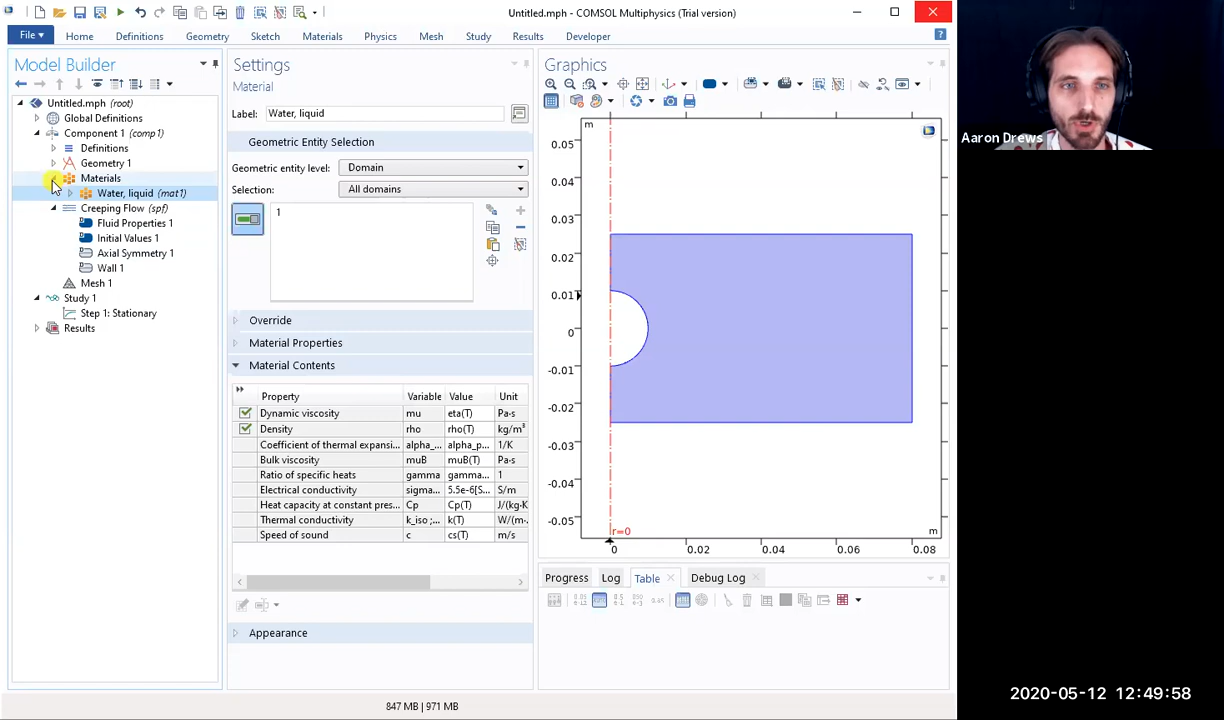 Untitled.mph - COMSOL Multiphysics (Trial version)
File Home Definitions Geometry Sketch Materials Physics Mesh Study Results Developer
Model Builder
Untitled.mph (root)
Global Definitions
Component 1 (comp1)
Definitions
Geometry 1
Materials
Water, liquid (mat1)
Creeping Flow (spf)
Fluid Properties 1
Initial Values 1
Axial Symmetry 1
Wall 1
Mesh 1
Study 1
Step 1: Stationary
Results
Settings
Material
Label: Water, liquid
Geometric Entity Selection
Geometric entity level: Domain
Selection: All domains
1
Override
Material Properties
Material Contents
Property Variable Value Unit
Dynamic viscosity mu eta(T) Pa·s
Density rho rho(T) kg/m³
Coefficient of thermal expansi... alpha_... alpha_p... 1/K
Bulk viscosity muB muB(T) Pa·s
Ratio of specific heats gamma gamma... 1
Electrical conductivity sigma... 5.5e-6[S... S/m
Heat capacity at constant pres... Cp Cp(T) J/(kg·K
Thermal conductivity k_iso ;... k(T) W/(m·
Speed of sound c cs(T) m/s
Appearance
Graphics
m
0.05
0.04
0.03
0.02
0.01
0
-0.01
-0.02
-0.03
-0.04
-0.05
r=0
m
0 0.02 0.04 0.06 0.08
Progress Log Table Debug Log
847 MB | 971 MB
Aaron Drews
2020-05-12 12:49:58